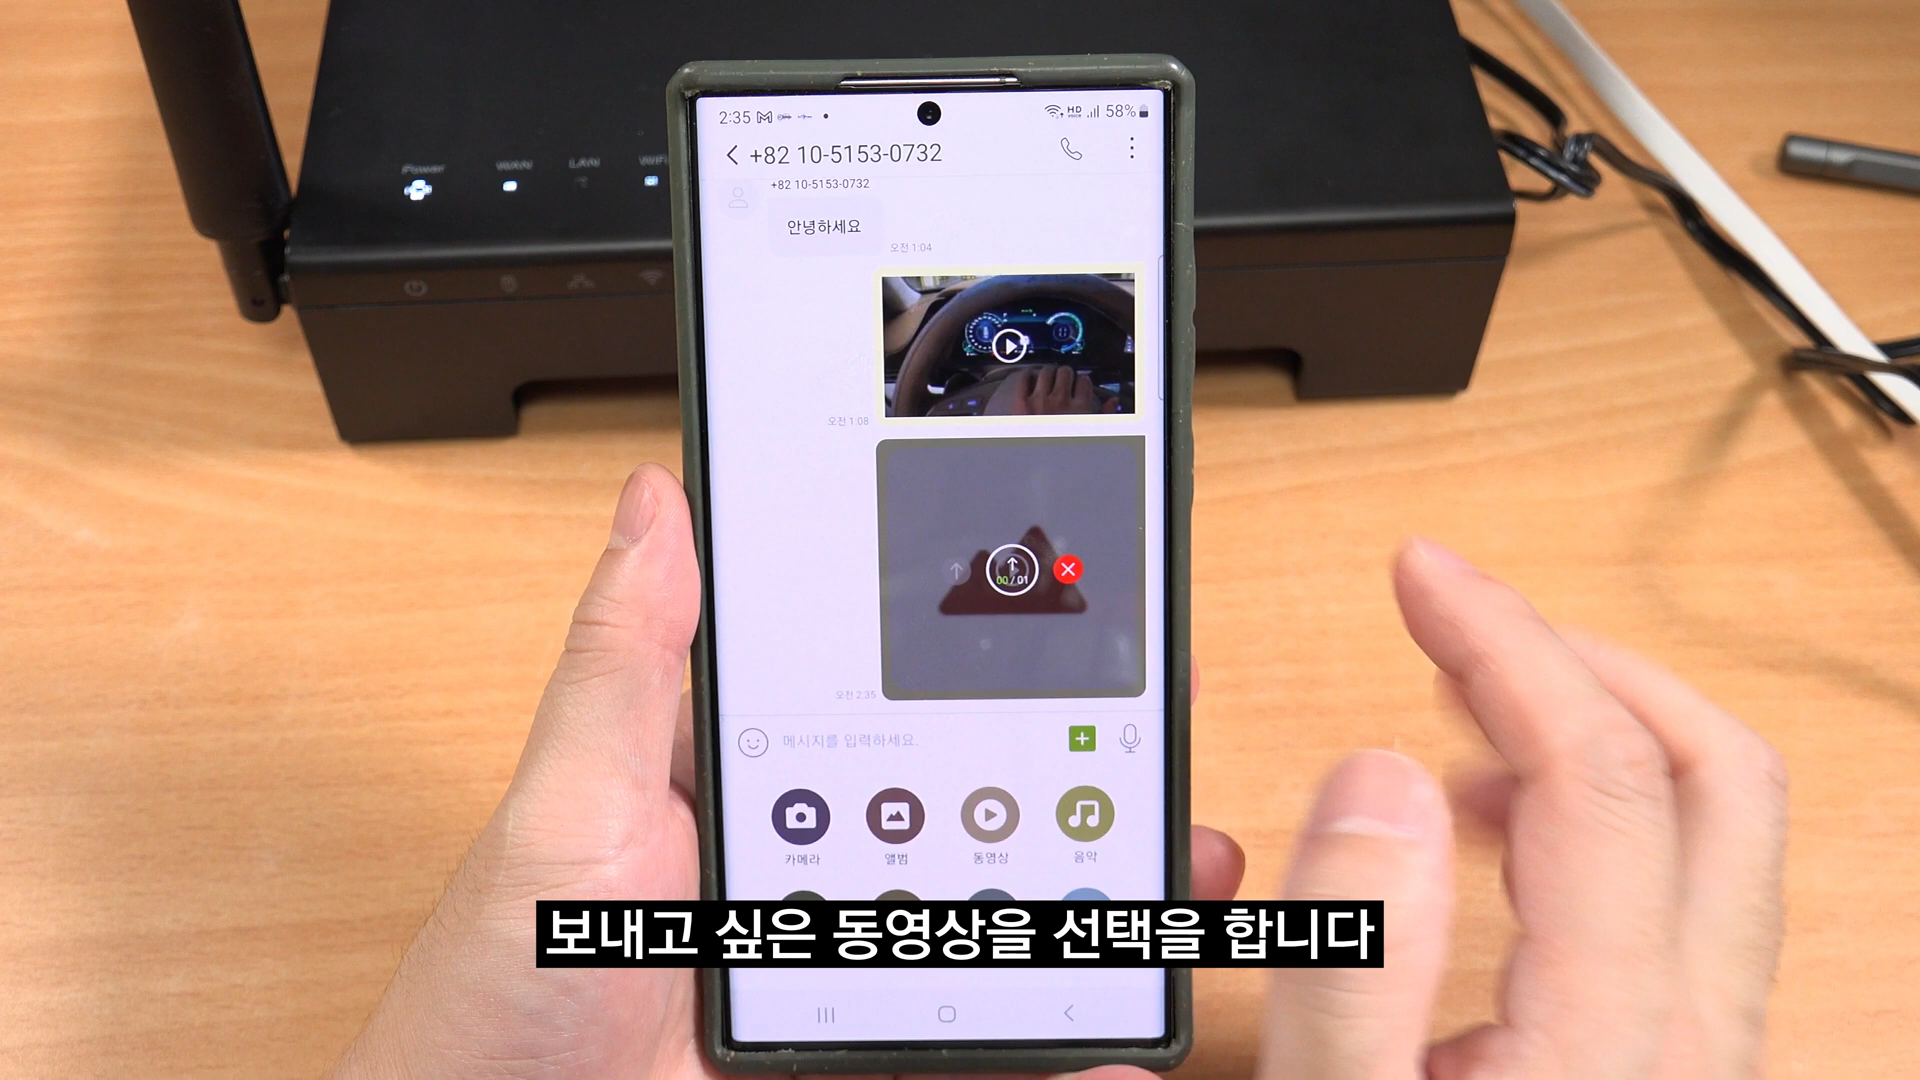 2:35
HD
VOICE
58%
+82 10-5153-0732
+82 10-5153-0732
안녕하세요
오전 1:04
오전 1:08
00/01
오전 2:35
메시지를 입력하세요.
카메라 앨범 동영상 음악
Power WAN LAN WiFi
보내고 싶은 동영상을 선택을 합니다